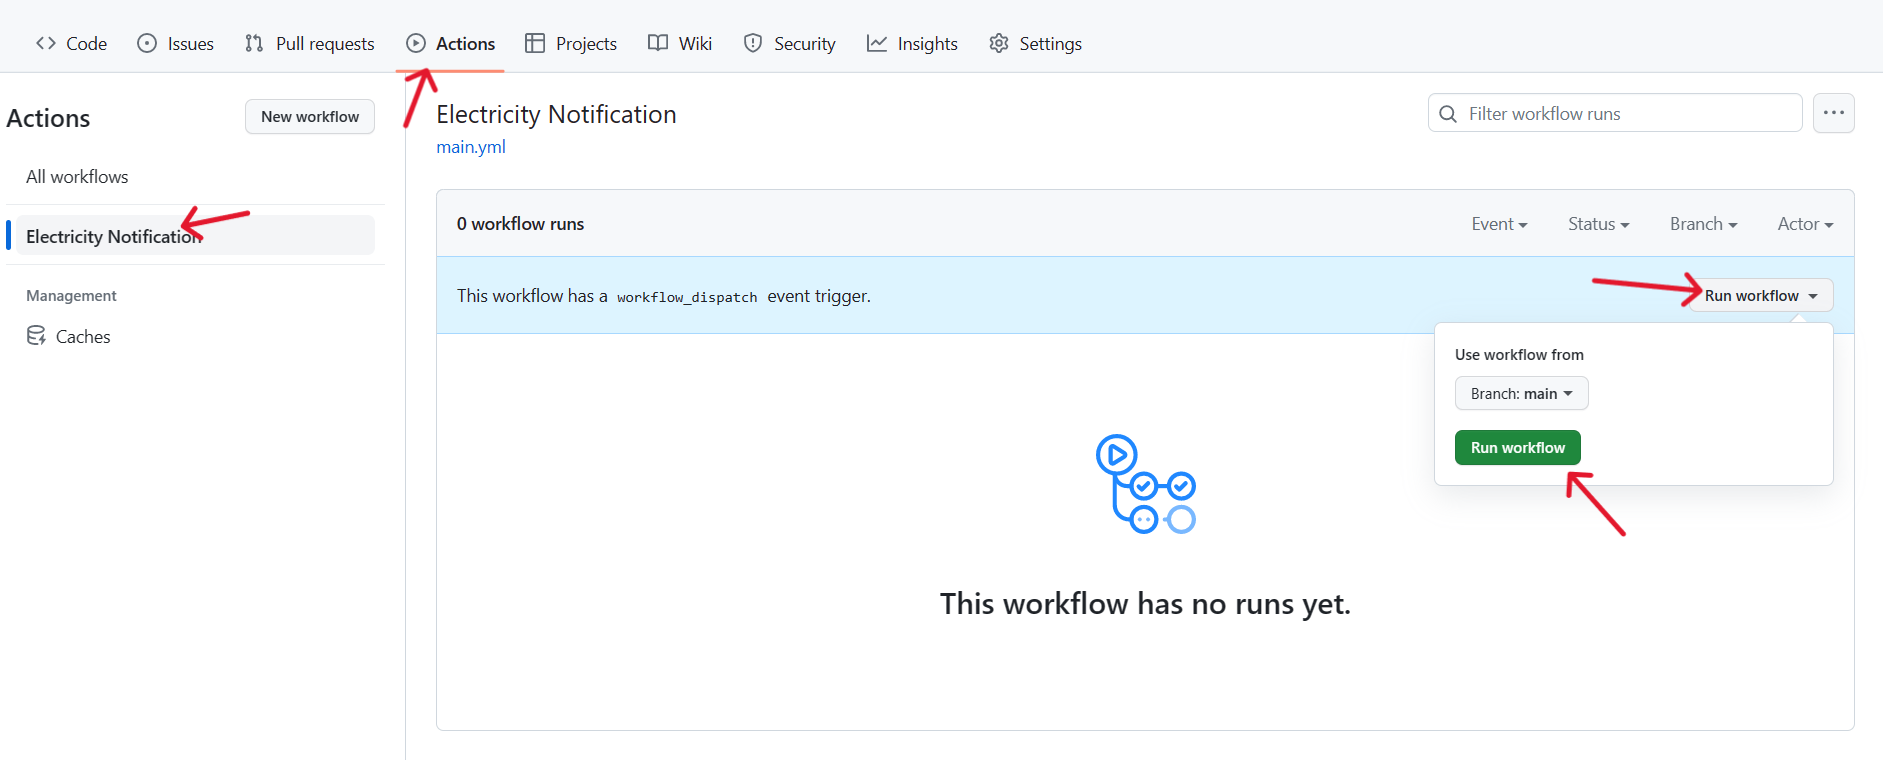 Code Issues Pull requests Actions Projects Wiki Security Insights Settings
Actions
New workflow
All workflows
Electricity Notification
Management
Caches
Electricity Notification
main.yml
Filter workflow runs
0 workflow runs
Event Status Branch Actor
This workflow has a workflow_dispatch event trigger.
Run workflow
Use workflow from
Branch: main
Run workflow
This workflow has no runs yet.